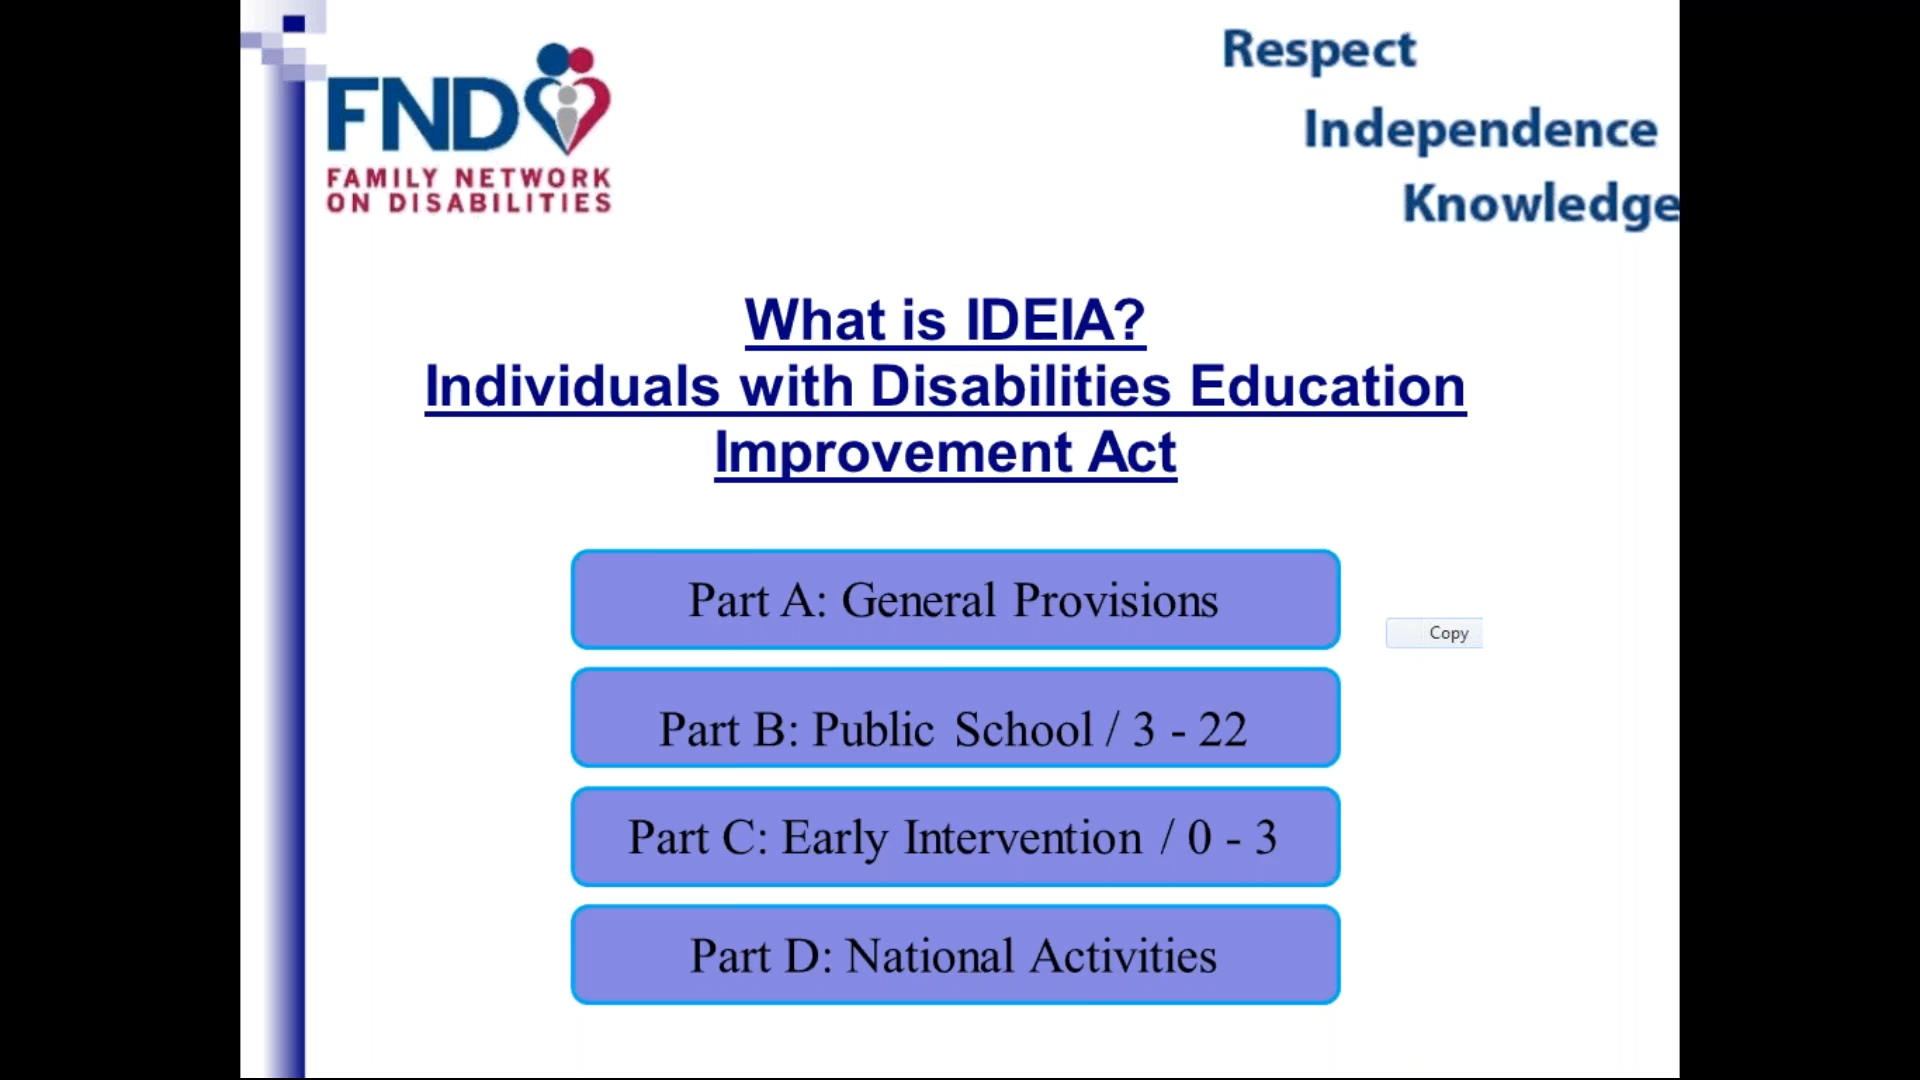 FND
FAMILY NETWORK
ON DISABILITIES
Respect
Independence
Knowledge
What is IDEIA?
Individuals with Disabilities Education
Improvement Act
Part A: General Provisions
Copy
Part B: Public School / 3 - 22
Part C: Early Intervention / 0 - 3
Part D: National Activities